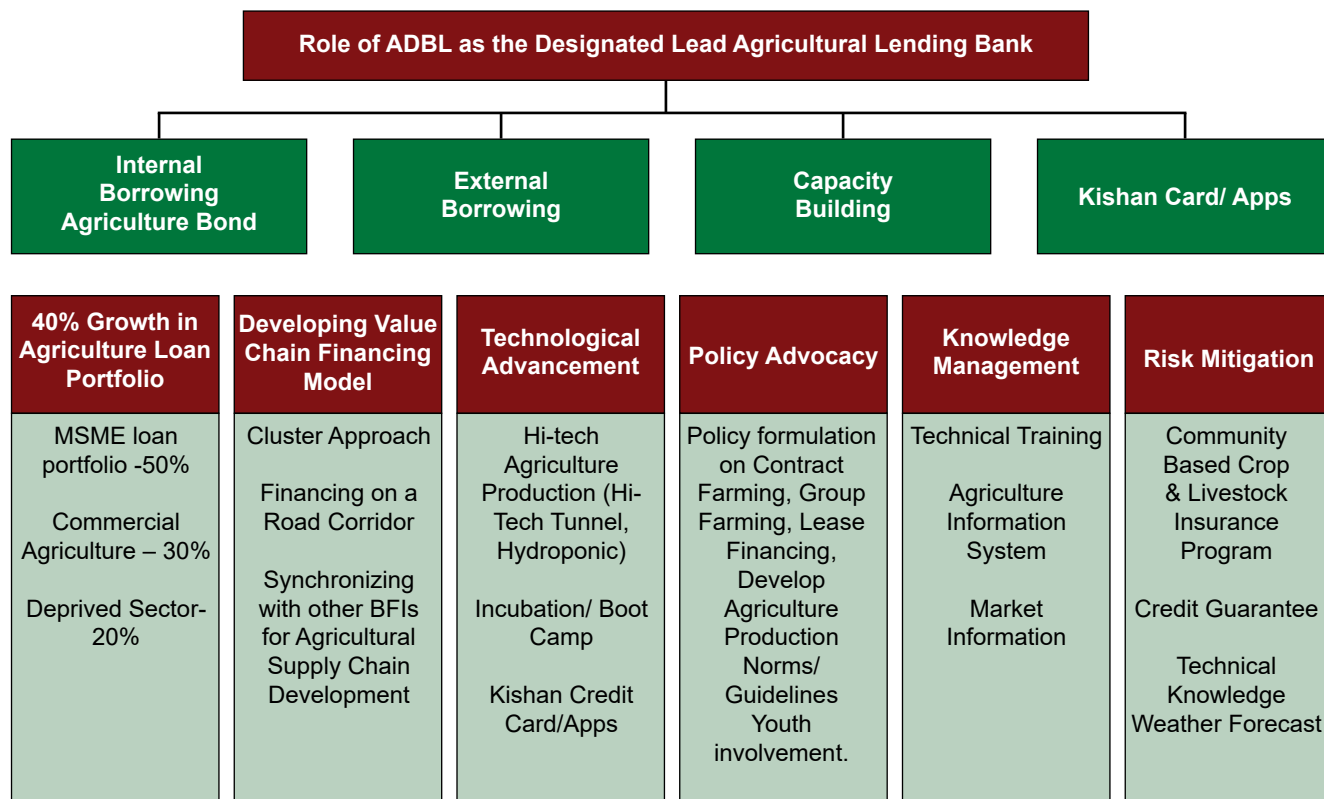 Role of ADBL as the Designated Lead Agricultural Lending Bank
Internal
Borrowing
Agriculture Bond
External
Borrowing
Capacity
Building
Kishan Card/ Apps
40% Growth in
Agriculture Loan
Portfolio
MSME loan
portfolio -50%
Commercial
Agriculture – 30%
Deprived Sector-
20%
Developing Value
Chain Financing
Model
Cluster Approach
Financing on a
Road Corridor
Synchronizing
with other BFIs
for Agricultural
Supply Chain
Development
Technological
Advancement
Hi-tech
Agriculture
Production (Hi-
Tech Tunnel,
Hydroponic)
Incubation/ Boot
Camp
Kishan Credit
Card/Apps
Policy Advocacy
Policy formulation
on Contract
Farming, Group
Farming, Lease
Financing,
Develop
Agriculture
Production
Norms/
Guidelines
Youth
involvement.
Knowledge
Management
Technical Training
Agriculture
Information
System
Market
Information
Risk Mitigation
Community
Based Crop
& Livestock
Insurance
Program
Credit Guarantee
Technical
Knowledge
Weather Forecast